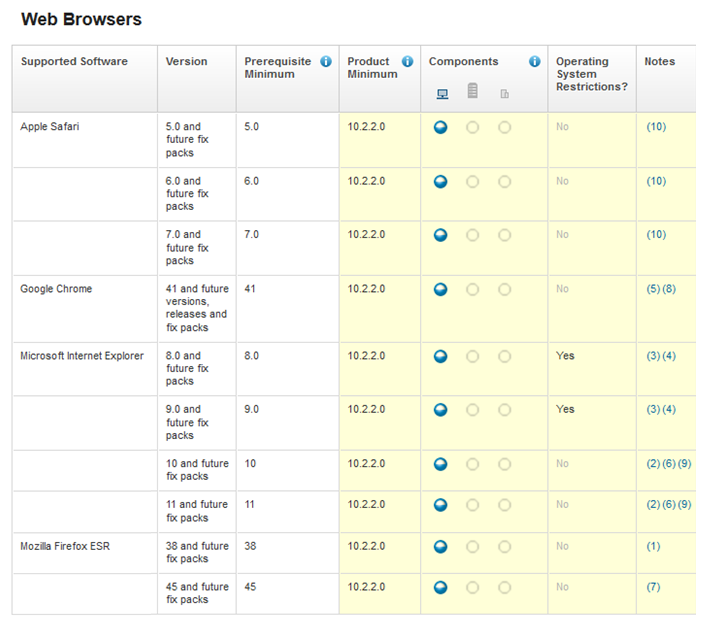 Web Browsers
Supported Software
Version
Prerequisite
Minimum
Product
Minimum
Components
Operating
System
Restrictions?
Notes
Apple Safari
5.0 and
future fix
packs
5.0
10.2.2.0
No
(10)
6.0 and
future fix
packs
6.0
10.2.2.0
No
(10)
7.0 and
future fix
packs
7.0
10.2.2.0
No
(10)
Google Chrome
41 and future
versions,
releases and
fix packs
41
10.2.2.0
No
(5) (8)
Microsoft Internet Explorer
8.0 and
future fix
packs
8.0
10.2.2.0
Yes
(3) (4)
9.0 and
future fix
packs
9.0
10.2.2.0
Yes
(3) (4)
10 and future
fix packs
10
10.2.2.0
No
(2) (6) (9)
11 and future
fix packs
11
10.2.2.0
No
(2) (6) (9)
Mozilla Firefox ESR
38 and future
fix packs
38
10.2.2.0
No
(1)
45 and future
fix packs
45
10.2.2.0
No
(7)